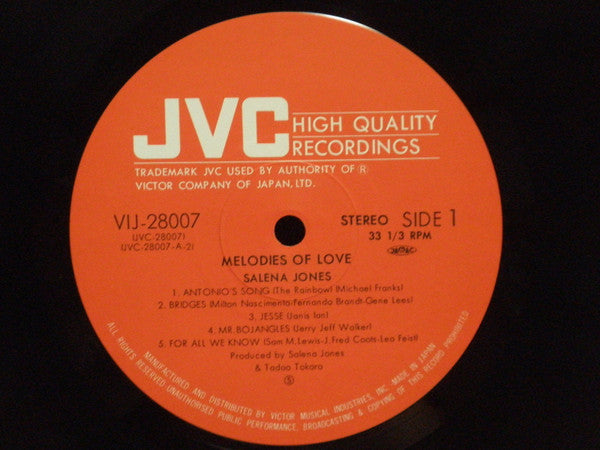 JVC
HIGH QUALITY
RECORDINGS
TRADEMARK JVC USED BY AUTHORITY OF Ⓡ
VICTOR COMPANY OF JAPAN, LTD.
VIJ-28007
(JVC-28007)
(JVC-28007-A-2)
STEREO SIDE 1
33 1/3 RPM
JASRAC
MELODIES OF LOVE
SALENA JONES
1. ANTONIO'S SONG (The Rainbow) (Michael Franks)
2. BRIDGES (Milton Nascimento-Fernando Brandt-Gene Lees)
3. JESSE (Janis Ian)
4. MR. BOJANGLES (Jerry Jeff Walker)
5. FOR ALL WE KNOW (Sam M. Lewis-J. Fred Coots-Leo Feist)
Produced by Salena Jones
& Tadao Takara
Ⓢ
MANUFACTURED AND DISTRIBUTED BY VICTOR MUSICAL INDUSTRIES, INC. MADE IN JAPAN
ALL RIGHTS RESERVED UNAUTHORISED PUBLIC PERFORMANCE, BROADCASTING & COPYING OF THIS RECORD PROHIBITED